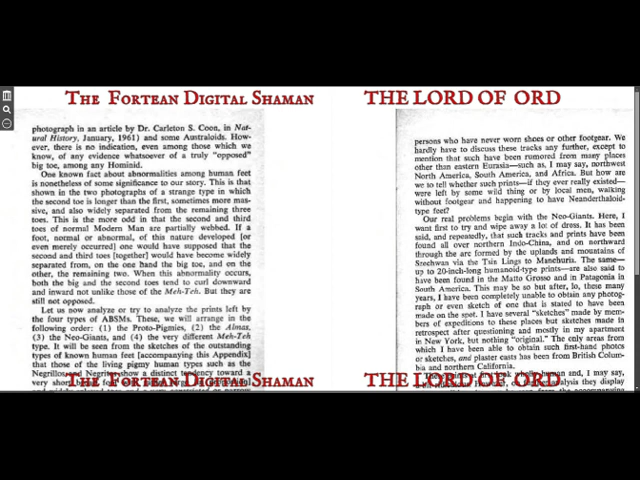 THE FORTEAN DIGITAL SHAMAN
photograph in an article by Dr. Carleton S. Coon, in Nat-
ural History, January, 1961) and some Australoids. How-
ever, there is no indication, even among those which we
know, of any evidence whatsoever of a truly "opposed"
big toe, among any Hominid.
One known fact about abnormalities among human feet
is nonetheless of some significance to our story. This is that
shown in the two photographs of a strange type in which
the second toe is longer than the first, sometimes more mas-
sive, and also widely separated from the remaining three
toes. This is the more odd in that the second and third
toes of normal Modern Man are partially webbed. If a
foot, normal or abnormal, of this nature developed [or
even merely occurred] one would have supposed that the
second and third toes [together] would have become widely
separated from, on the one hand the big toe, and on the
other, the remaining two. When this abnormality occurs,
both the big and the second toes tend to curl downward
and inward not unlike those of the Meh-Teh. But they are
still not opposed.
Let us now analyze or try to analyze the prints left by
the four types of ABSMs. These, we will arrange in the
following order: (1) the Proto-Pigmies, (2) the Almas,
(3) the Neo-Giants, and (4) the very different Meh-Teh
type. It will be seen from the sketches of the outstanding
types of known human feet [accompanying this Appendix]
that those of the living pigmy human types such as the
Negrillos and Negritos show a distinct tendency toward a
very short
THE FORTEAN DIGITAL SHAMAN
THE LORD OF ORD
persons who have never worn shoes or other footgear. We
hardly have to discuss these tracks any further, except to
mention that such have been rumored from many places
other than eastern Eurasia—such as, I may say, northwest
North America, South America, and Africa. But how are
we so tell whether such prints—if they ever really existed—
were left by some wild thing or by local men, walking
without footgear and happening to have Neanderthaloid-
type feet?
Our real problems begin with the Neo-Giants. Here, I
want first to try and wipe away a lot of dross. It has been
said, and repeatedly, that such tracks and prints have been
found all over northern Indo-China, and on northward
through the arc formed by the uplands and mountains of
Szechwan via the Tsin Lings to Manchuria. The same—
up to 20-inch-long humanoid-type prints—are also said to
have been found in the Matto Grosso and in Patagonia in
South America. This may be so but after, lo, these many
years, I have been completely unable to obtain any photog-
raph or even sketch of one that is stated to have been
made on the spot. I have several "sketches" made by mem-
bers of expeditions to these places but sketches made in
retrospect after questioning and mostly in my apartment
in New York, but nothing "original." The only areas from
which I have been able to obtain such first-hand photos
or sketches, and plaster casts has been from British Colum-
bia and northern California.
and, I may say,
analysis they display
THE LORD OF ORD